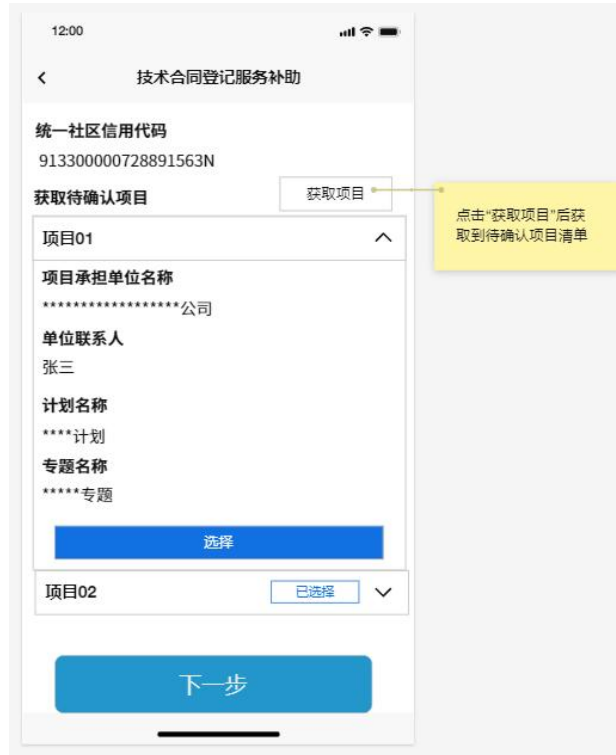 12:00
技术合同登记服务补助
统一社区信用代码
913300000728891563N
获取待确认项目
获取项目
点击“获取项目”后获
取到待确认项目清单
项目01
项目承担单位名称
******************公司
单位联系人
张三
计划名称
****计划
专题名称
*****专题
选择
项目02
已选择
下一步